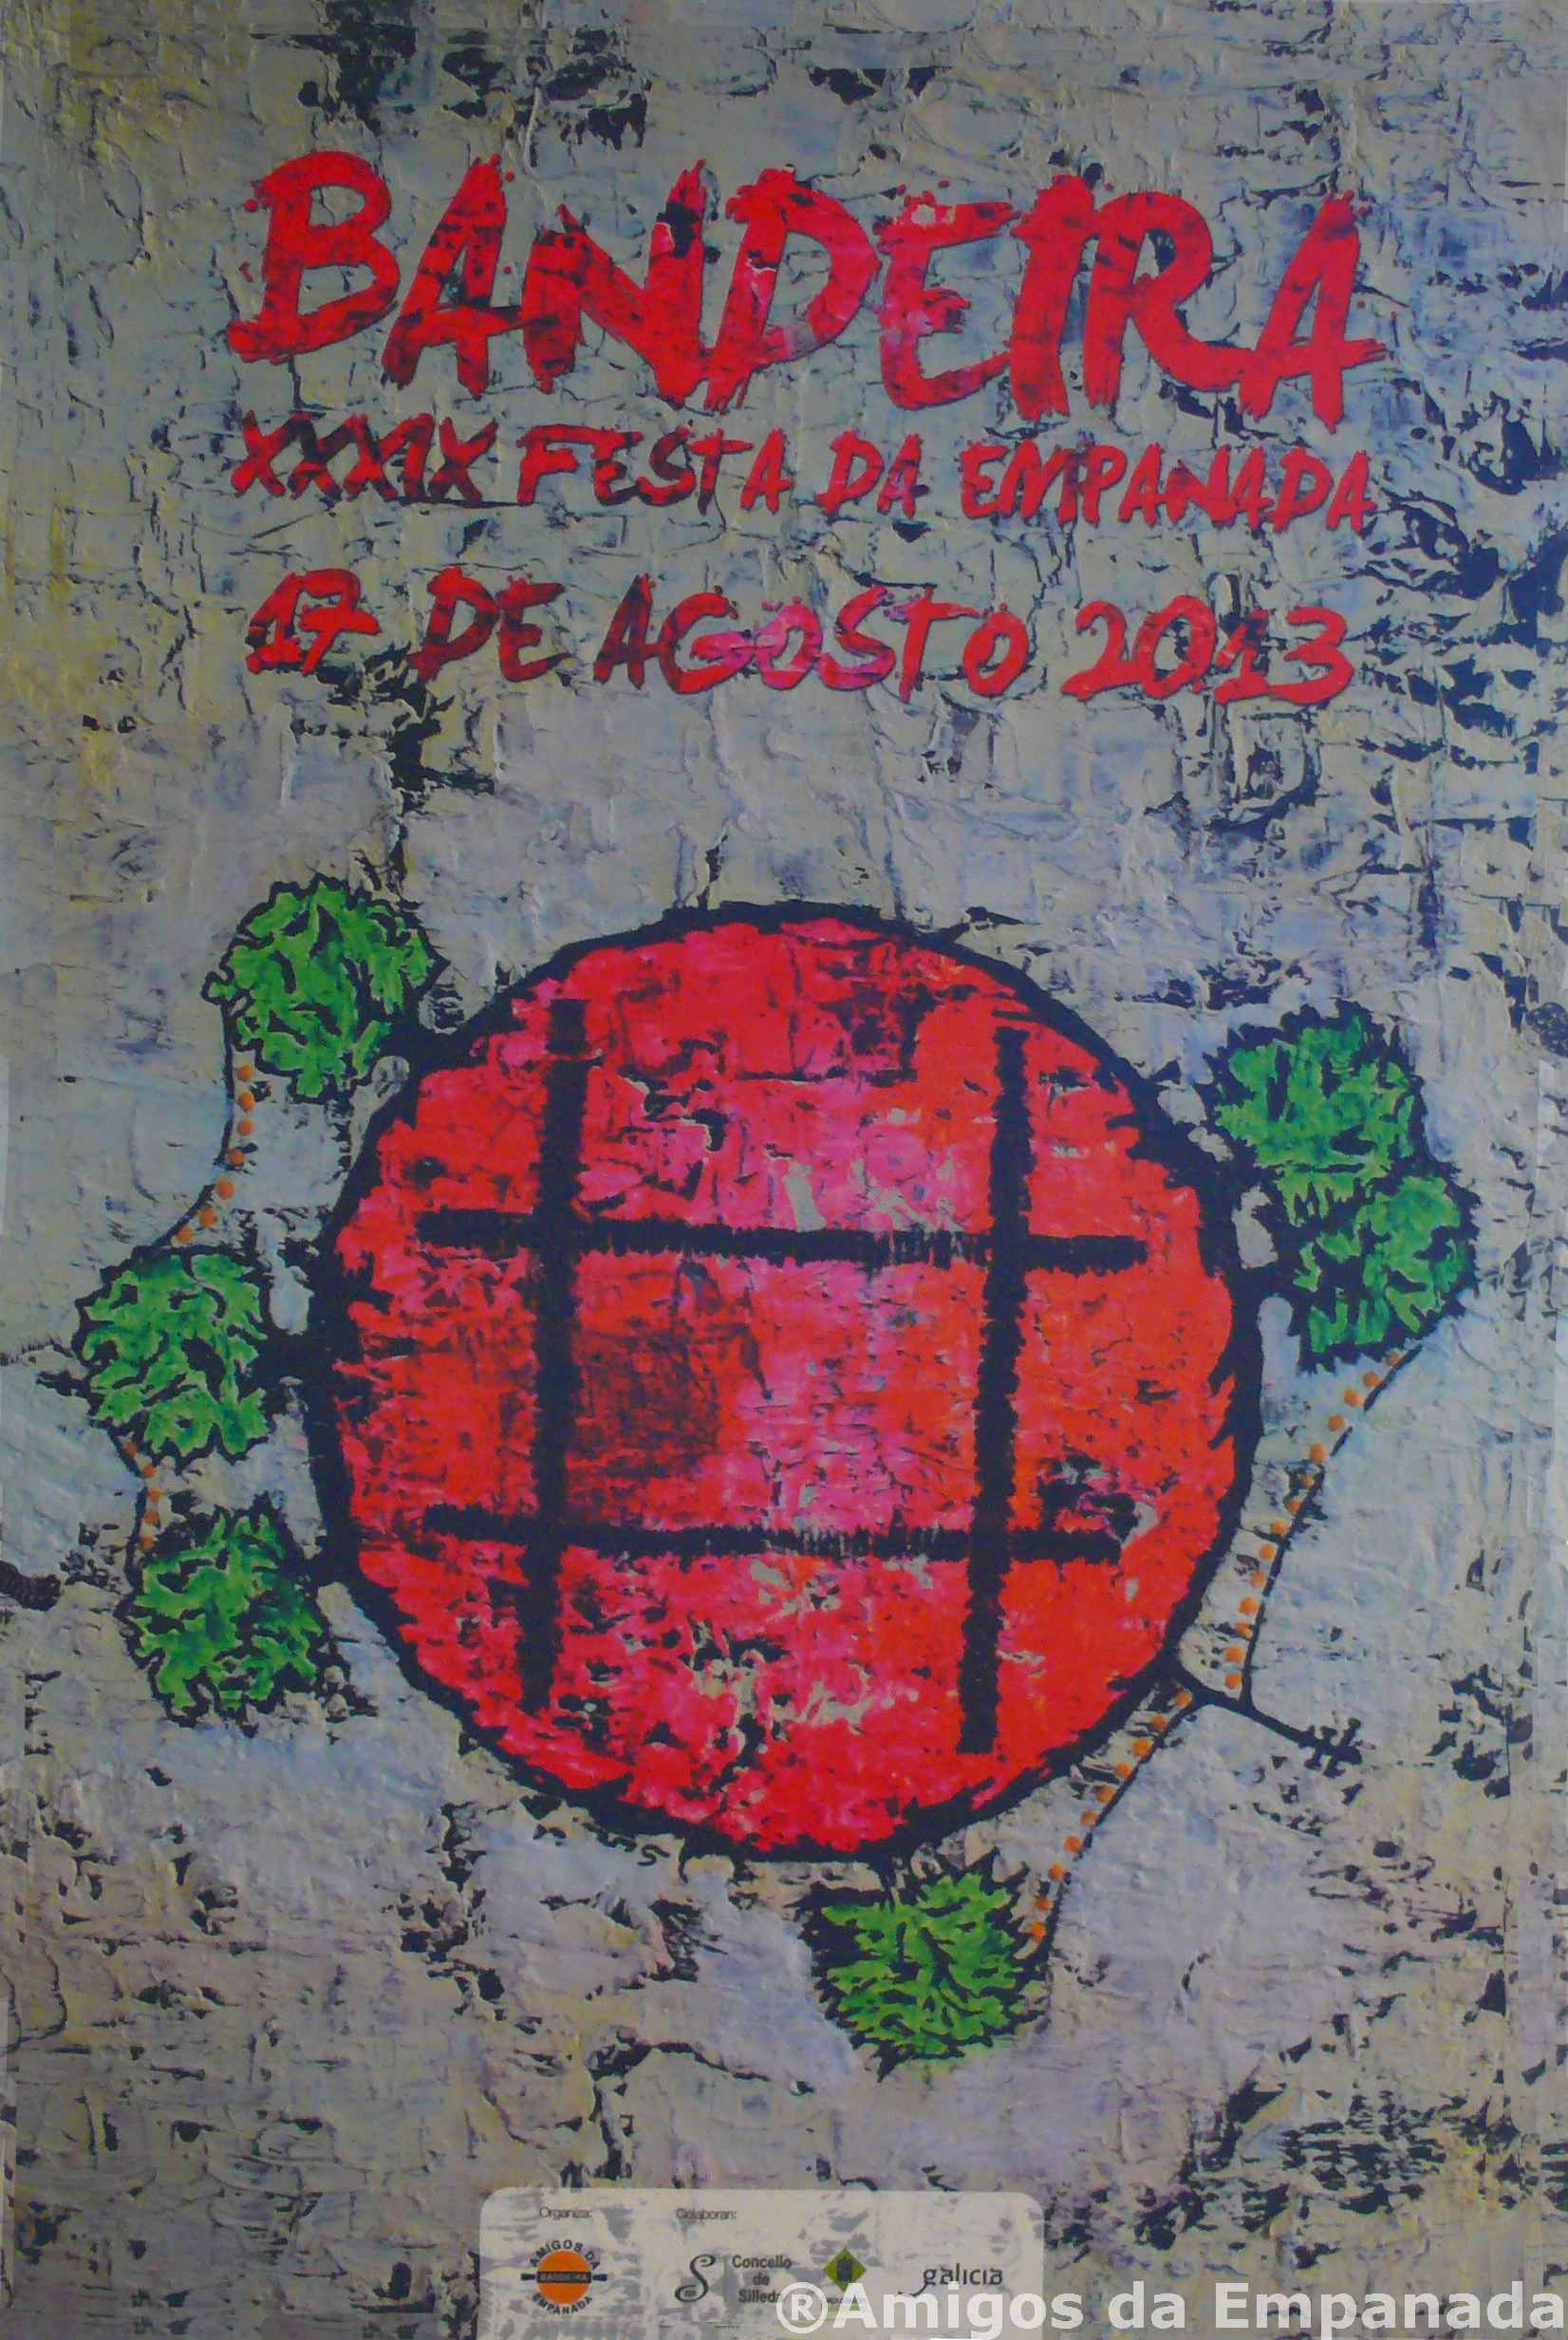 BANDEIRA
XXXIX FESTA DA EMPANADA
17 DE AGOSTO 2013
Organiza:
Colaboran:
AMIGOS DA
BANDEIRA
EMPANADA
Concello
de
Silleda
galicia
®Amigos da Empanada